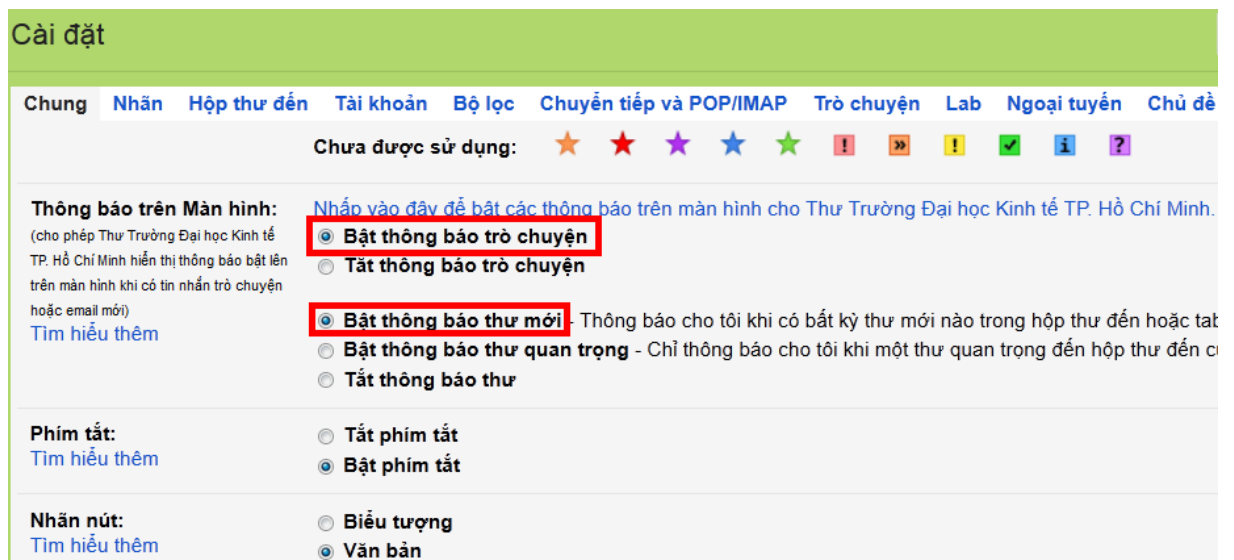 Cài đặt
Chung Nhãn Hộp thư đến Tài khoản Bộ lọc Chuyển tiếp và POP/IMAP Trò chuyện Lab Ngoại tuyến Chủ đề
Chưa được sử dụng: ! » ! ✓ i ?
Thông báo trên Màn hình:
(cho phép Thư Trường Đại học Kinh tế
TP. Hồ Chí Minh hiển thị thông báo bật lên
trên màn hình khi có tin nhắn trò chuyện
hoặc email mới)
Tìm hiểu thêm
Nhấp vào đây để bật các thông báo trên màn hình cho Thư Trường Đại học Kinh tế TP. Hồ Chí Minh.
Bật thông báo trò chuyện
Tắt thông báo trò chuyện
Bật thông báo thư mới - Thông báo cho tôi khi có bất kỳ thư mới nào trong hộp thư đến hoặc tab
Bật thông báo thư quan trọng - Chỉ thông báo cho tôi khi một thư quan trọng đến hộp thư đến
Tắt thông báo thư
Phím tắt:
Tìm hiểu thêm
Tắt phím tắt
Bật phím tắt
Nhãn nút:
Tìm hiểu thêm
Biểu tượng
Văn bản